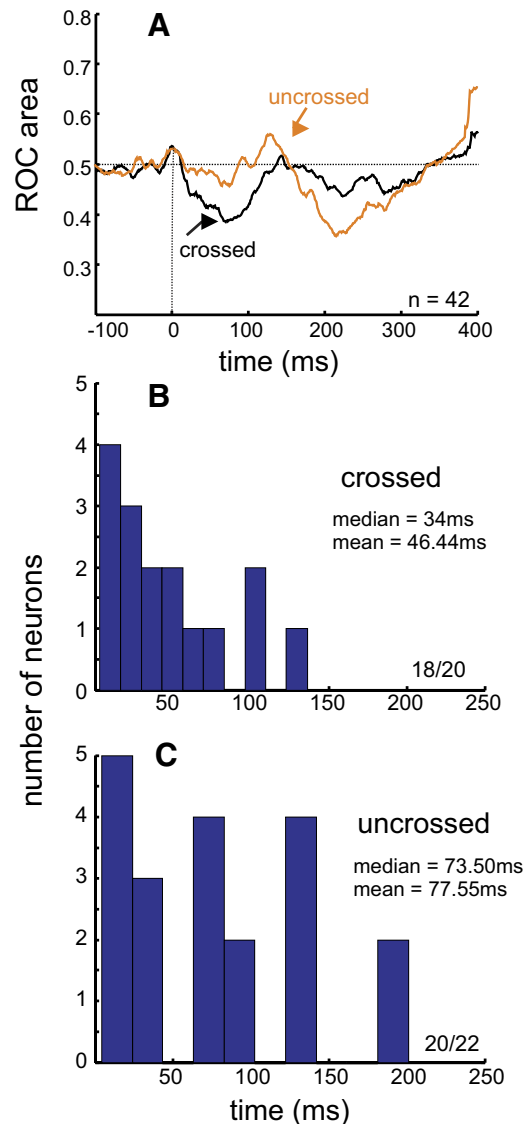 A
ROC area
0.8
0.7
0.6
0.5
0.4
0.3
uncrossed
crossed
n = 42
-100
0
100
200
300
400
time (ms)
B
number of neurons
5
4
3
2
1
0
crossed
median = 34ms
mean = 46.44ms
18/20
50
100
150
200
250
C
5
4
3
2
1
0
uncrossed
median = 73.50ms
mean = 77.55ms
20/22
50
100
150
200
250
time (ms)